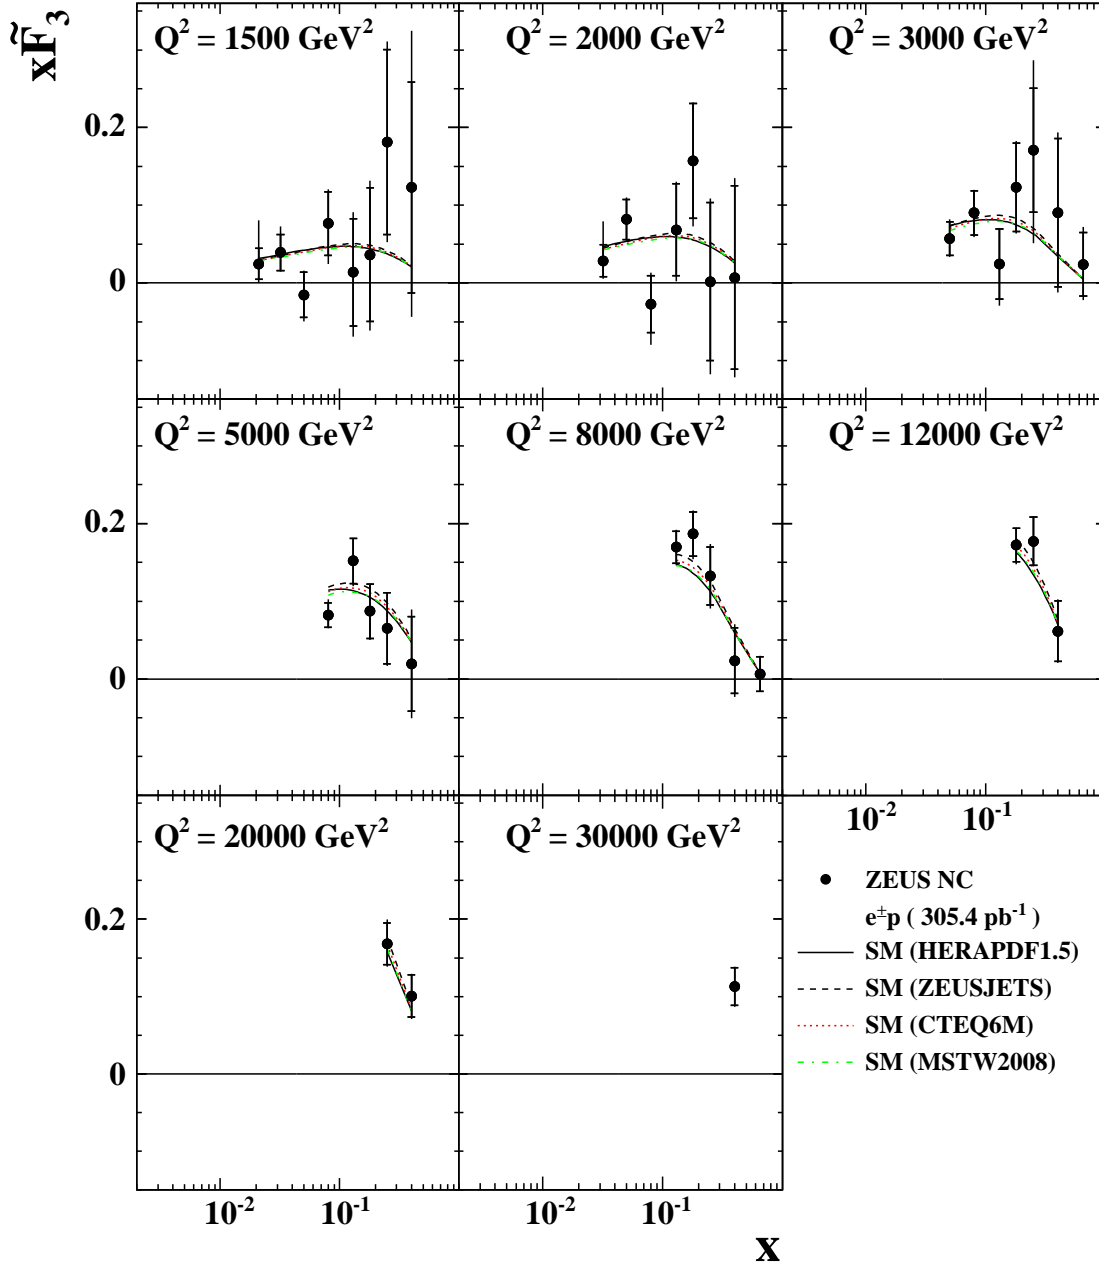 xF̃₃
Q² = 1500 GeV²
Q² = 2000 GeV²
Q² = 3000 GeV²
0.2
0
Q² = 5000 GeV²
Q² = 8000 GeV²
Q² = 12000 GeV²
0.2
0
10⁻² 10⁻¹
Q² = 20000 GeV²
Q² = 30000 GeV²
0.2
0
ZEUS NC
e±p ( 305.4 pb⁻¹ )
SM (HERAPDF1.5)
SM (ZEUSJETS)
SM (CTEQ6M)
SM (MSTW2008)
10⁻² 10⁻¹
10⁻² 10⁻¹
x